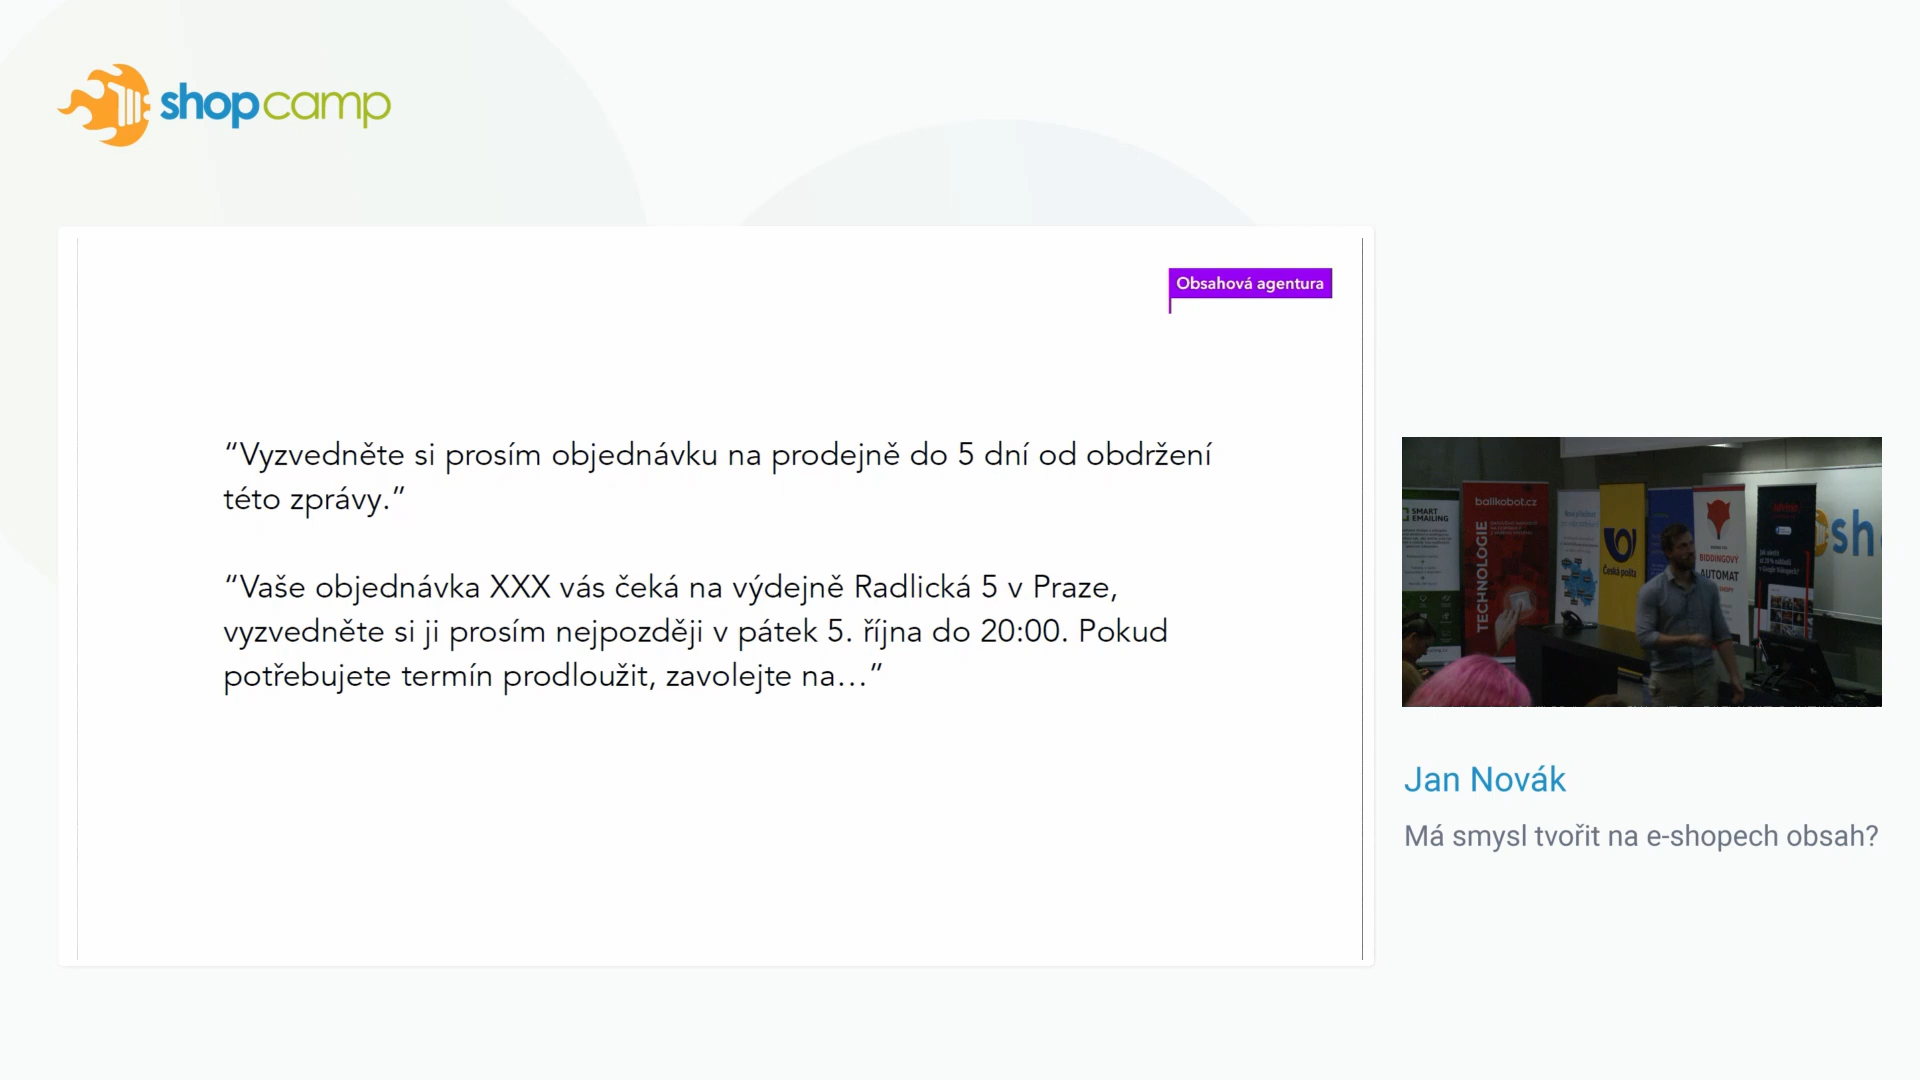 shopcamp
Obsahová agentura
“Vyzvedněte si prosím objednávku na prodejně do 5 dní od obdržení
této zprávy.”
“Vaše objednávka XXX vás čeká na výdejně Radlická 5 v Praze,
vyzvedněte si ji prosím nejpozději v pátek 5. října do 20:00. Pokud
potřebujete termín prodloužit, zavolejte na…”
SMART
EMAILING
balikobot.cz
TECHNOLOGIE
Česká pošta
BIDDINGOVÝ
AUTOMAT
sh
Jan Novák
Má smysl tvořit na e-shopech obsah?